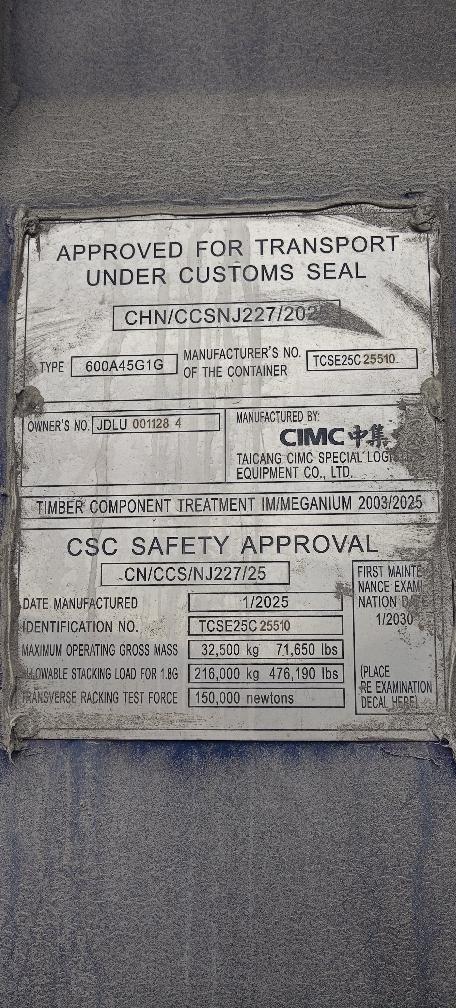 APPROVED FOR TRANSPORT
UNDER CUSTOMS SEAL
CHN/CCSNJ227/202
TYPE 600A45G1G
MANUFACTURER'S NO.
OF THE CONTAINER
TCSE25C 25510
OWNER'S NO. JDLU 001128 4
MANUFACTURED BY:
CIMC 中集
TAICANG CIMC SPECIAL
EQUIPMENT CO., LTD.
TIMBER COMPONENT TREATMENT IM/MEGANIUM 2003/2025
CSC SAFETY APPROVAL
CN/CCS/NJ227/25
DATE MANUFACTURED 1/2025
IDENTIFICATION NO. TCSE25C 25510
MAXIMUM OPERATING GROSS MASS 32,500 kg 71,650 lbs
ALLOWABLE STACKING LOAD FOR 1.8G 216,000 kg 476,190 lbs
TRANSVERSE RACKING TEST FORCE 150,000 newtons
FIRST MAINTE
NANCE EXAMI
NATION DATE
1/2030
(PLACE
RE EXAMINATION
DECAL HERE)